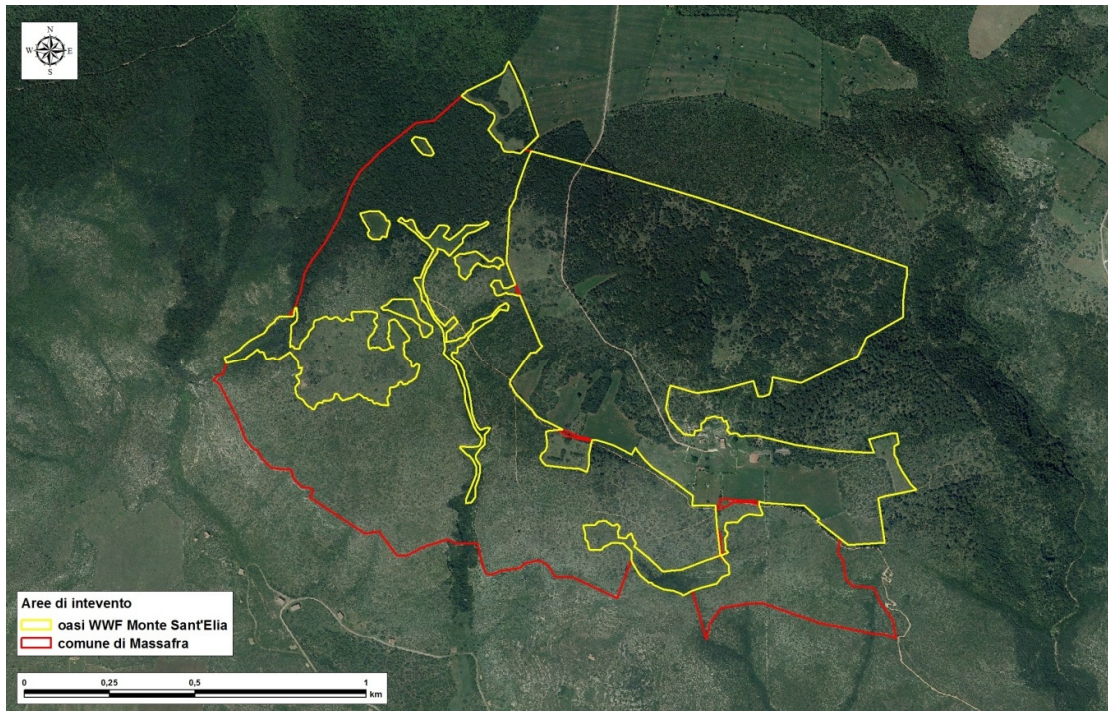 N
W E
S
Aree di intevento
oasi WWF Monte Sant'Elia
comune di Massafra
0 0,25 0,5 1
km